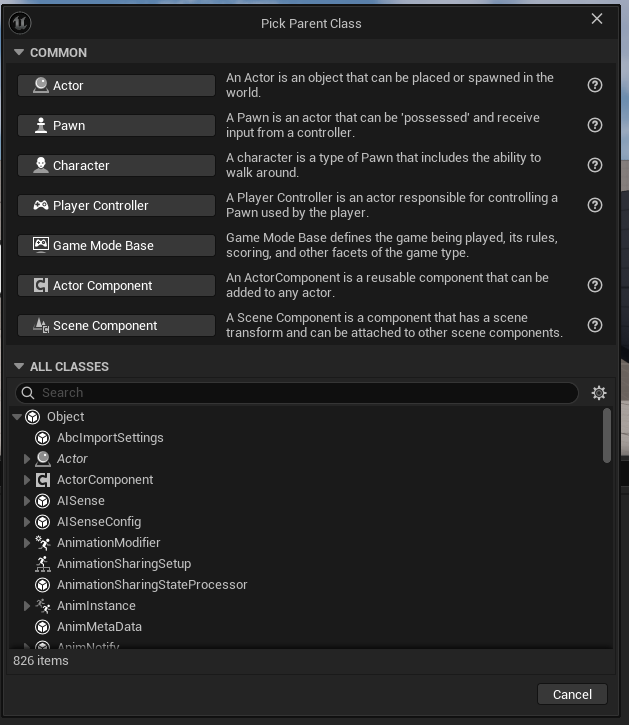 Pick Parent Class
COMMON
Actor
An Actor is an object that can be placed or spawned in the
world.
Pawn
A Pawn is an actor that can be 'possessed' and receive
input from a controller.
Character
A character is a type of Pawn that includes the ability to
walk around.
Player Controller
A Player Controller is an actor responsible for controlling a
Pawn used by the player.
Game Mode Base
Game Mode Base defines the game being played, its rules,
scoring, and other facets of the game type.
Actor Component
An ActorComponent is a reusable component that can be
added to any actor.
Scene Component
A Scene Component is a component that has a scene
transform and can be attached to other scene components.
ALL CLASSES
Search
Object
AbcImportSettings
Actor
ActorComponent
AISense
AISenseConfig
AnimationModifier
AnimationSharingSetup
AnimationSharingStateProcessor
AnimInstance
AnimMetaData
AnimNotify
826 items
Cancel